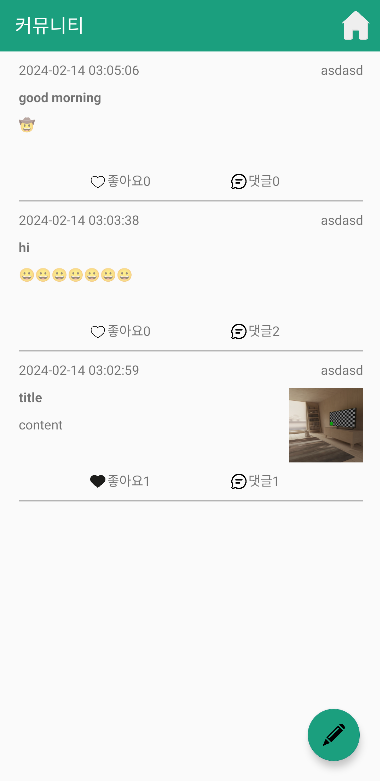 커뮤니티
2024-02-14 03:05:06 asdasd
good morning
🤠
좋아요0 댓글0
2024-02-14 03:03:38 asdasd
hi
😀😀😀😀😀😀😀
좋아요0 댓글2
2024-02-14 03:02:59 asdasd
title
content
좋아요1 댓글1